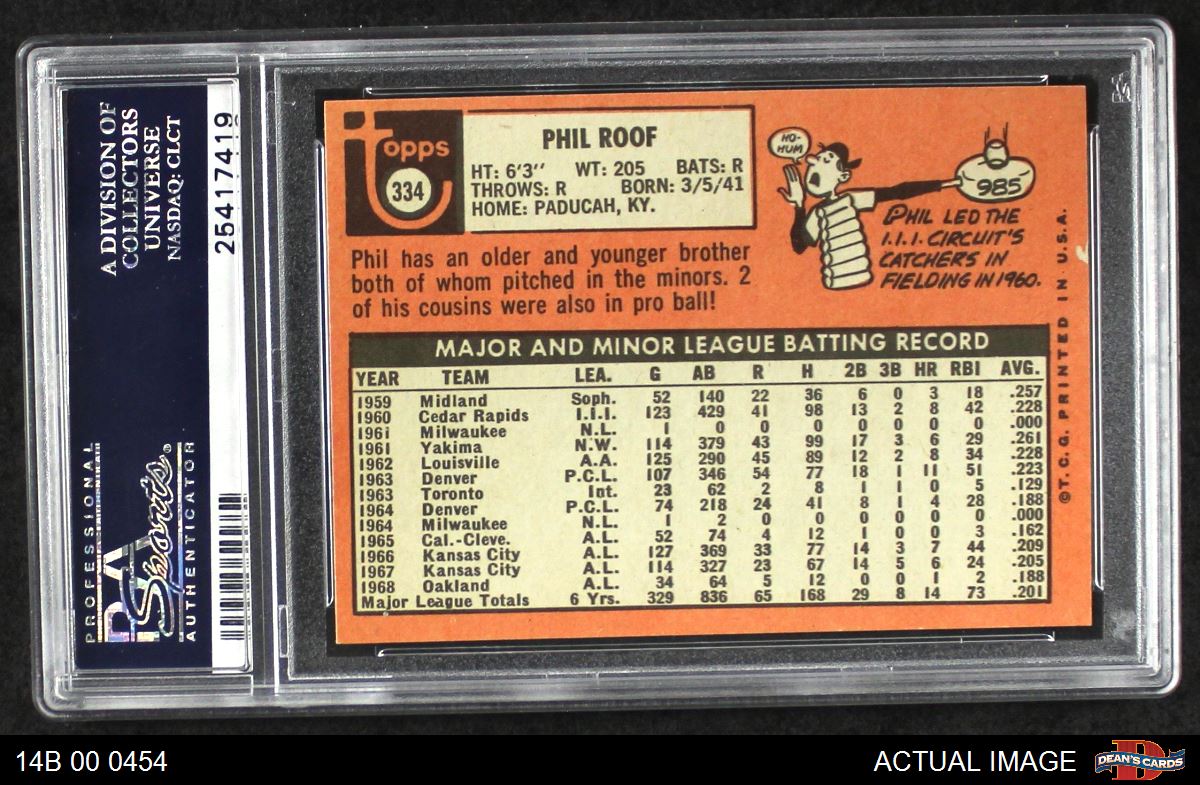 A DIVISION OF
COLLECTORS
UNIVERSE
NASDAQ: CLCT
25417419
PROFESSIONAL
PSA
Sports®
AUTHENTICATOR
Topps
334
PHIL ROOF
HT: 6'3'' WT: 205 BATS: R
THROWS: R BORN: 3/5/41
HOME: PADUCAH, KY.
Phil has an older and younger brother
both of whom pitched in the minors. 2
of his cousins were also in pro ball!
HO-
HUM
985
PHIL LED THE
I.I.I. CIRCUIT'S
CATCHERS IN
FIELDING IN 1960.
MAJOR AND MINOR LEAGUE BATTING RECORD
YEAR TEAM LEA. G AB R H 2B 3B HR RBI AVG.
1959 Midland Soph. 52 140 22 36 6 0 3 18 .257
1960 Cedar Rapids I.I.I. 123 429 41 98 13 2 8 42 .228
1961 Milwaukee N.L. 1 0 0 0 0 0 0 0 .000
1961 Yakima N.W. 114 379 43 99 17 3 6 29 .261
1962 Louisville A.A. 125 290 45 89 12 2 8 34 .228
1963 Denver P.C.L. 107 346 54 77 18 1 11 51 .223
1963 Toronto Int. 23 62 2 8 1 1 0 5 .129
1964 Denver P.C.L. 74 218 24 41 8 1 4 28 .188
1964 Milwaukee N.L. 1 2 0 0 0 0 0 0 .000
1965 Cal.-Cleve. A.L. 52 74 4 12 1 0 0 3 .162
1966 Kansas City A.L. 127 369 33 77 14 3 7 44 .209
1967 Kansas City A.L. 114 327 23 67 14 5 6 24 .205
1968 Oakland A.L. 34 64 5 12 0 0 1 2 .188
Major League Totals 6 Yrs. 329 836 65 168 29 8 14 73 .201
©T.C.G. PRINTED IN U.S.A.
14B 00 0454
ACTUAL IMAGE
DEAN'S CARDS